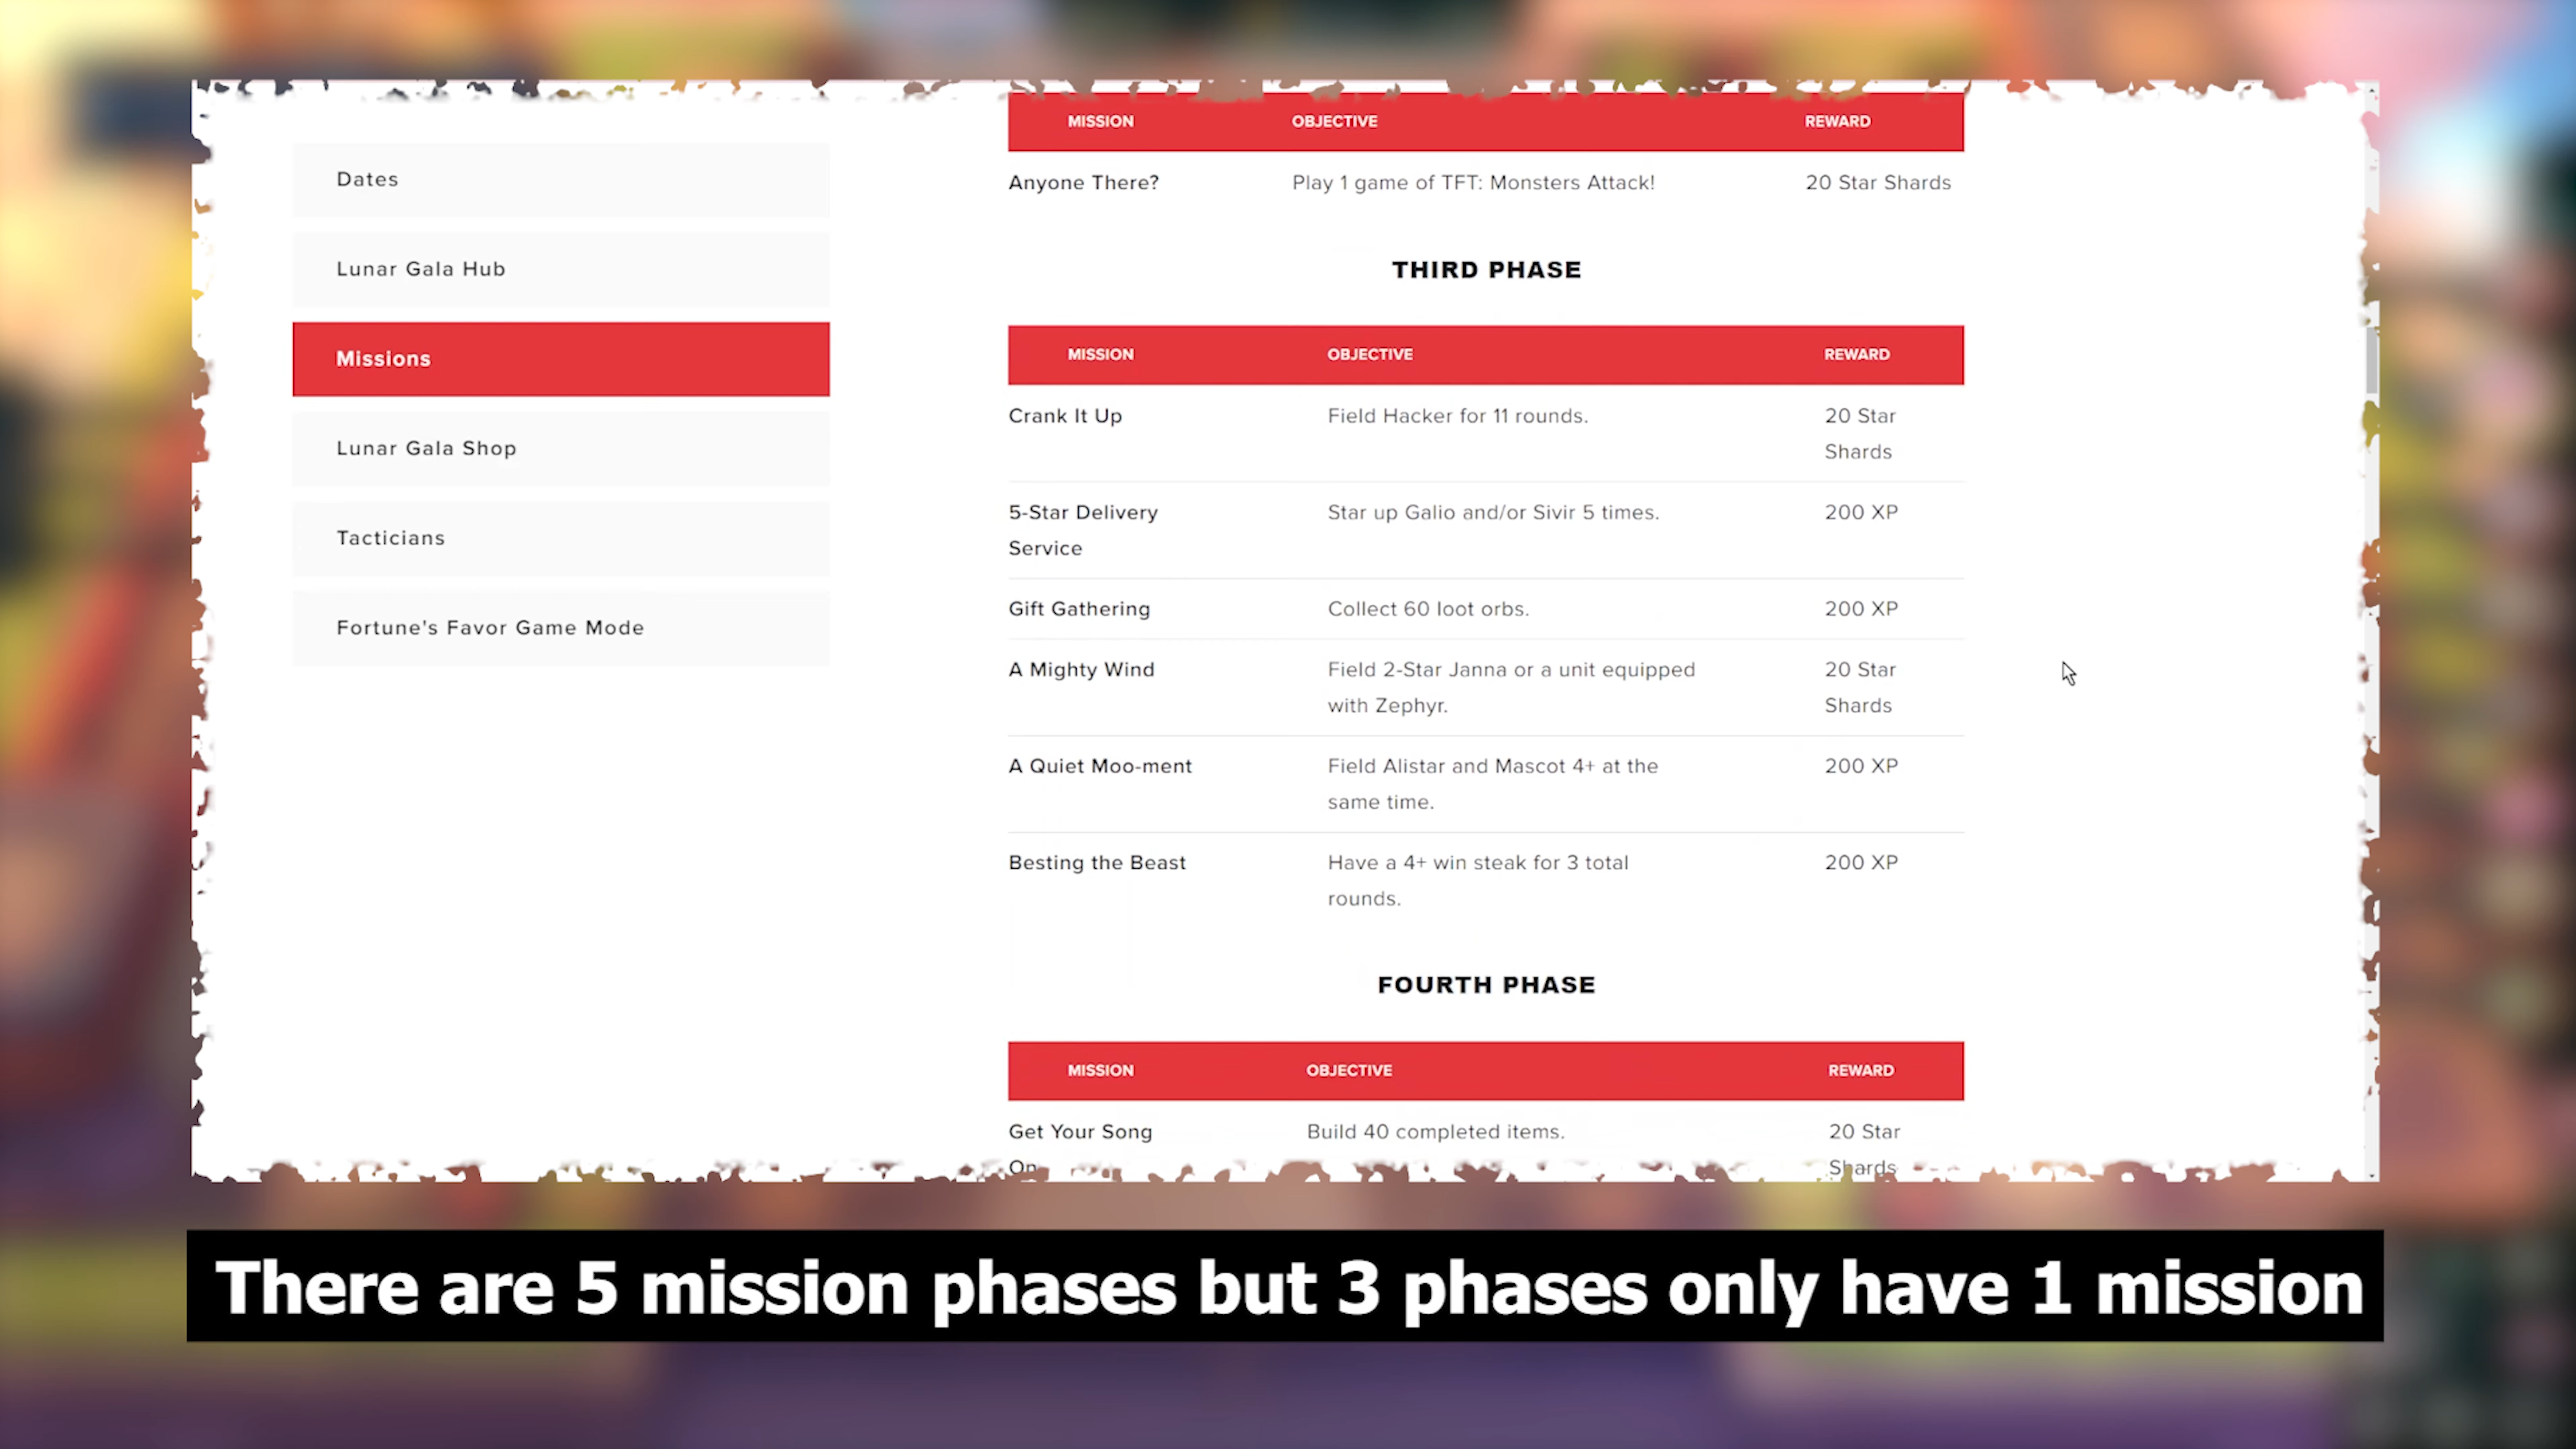 Dates
Lunar Gala Hub
Missions
Lunar Gala Shop
Tacticians
Fortune's Favor Game Mode
MISSION OBJECTIVE REWARD
Anyone There? Play 1 game of TFT: Monsters Attack! 20 Star Shards
THIRD PHASE
MISSION OBJECTIVE REWARD
Crank It Up Field Hacker for 11 rounds. 20 Star
Shards
5-Star Delivery Star up Galio and/or Sivir 5 times. 200 XP
Service
Gift Gathering Collect 60 loot orbs. 200 XP
A Mighty Wind Field 2-Star Janna or a unit equipped 20 Star
with Zephyr. Shards
A Quiet Moo-ment Field Alistar and Mascot 4+ at the 200 XP
same time.
Besting the Beast Have a 4+ win steak for 3 total 200 XP
rounds.
FOURTH PHASE
MISSION OBJECTIVE REWARD
Get Your Song Build 40 completed items. 20 Star
On Shards
There are 5 mission phases but 3 phases only have 1 mission